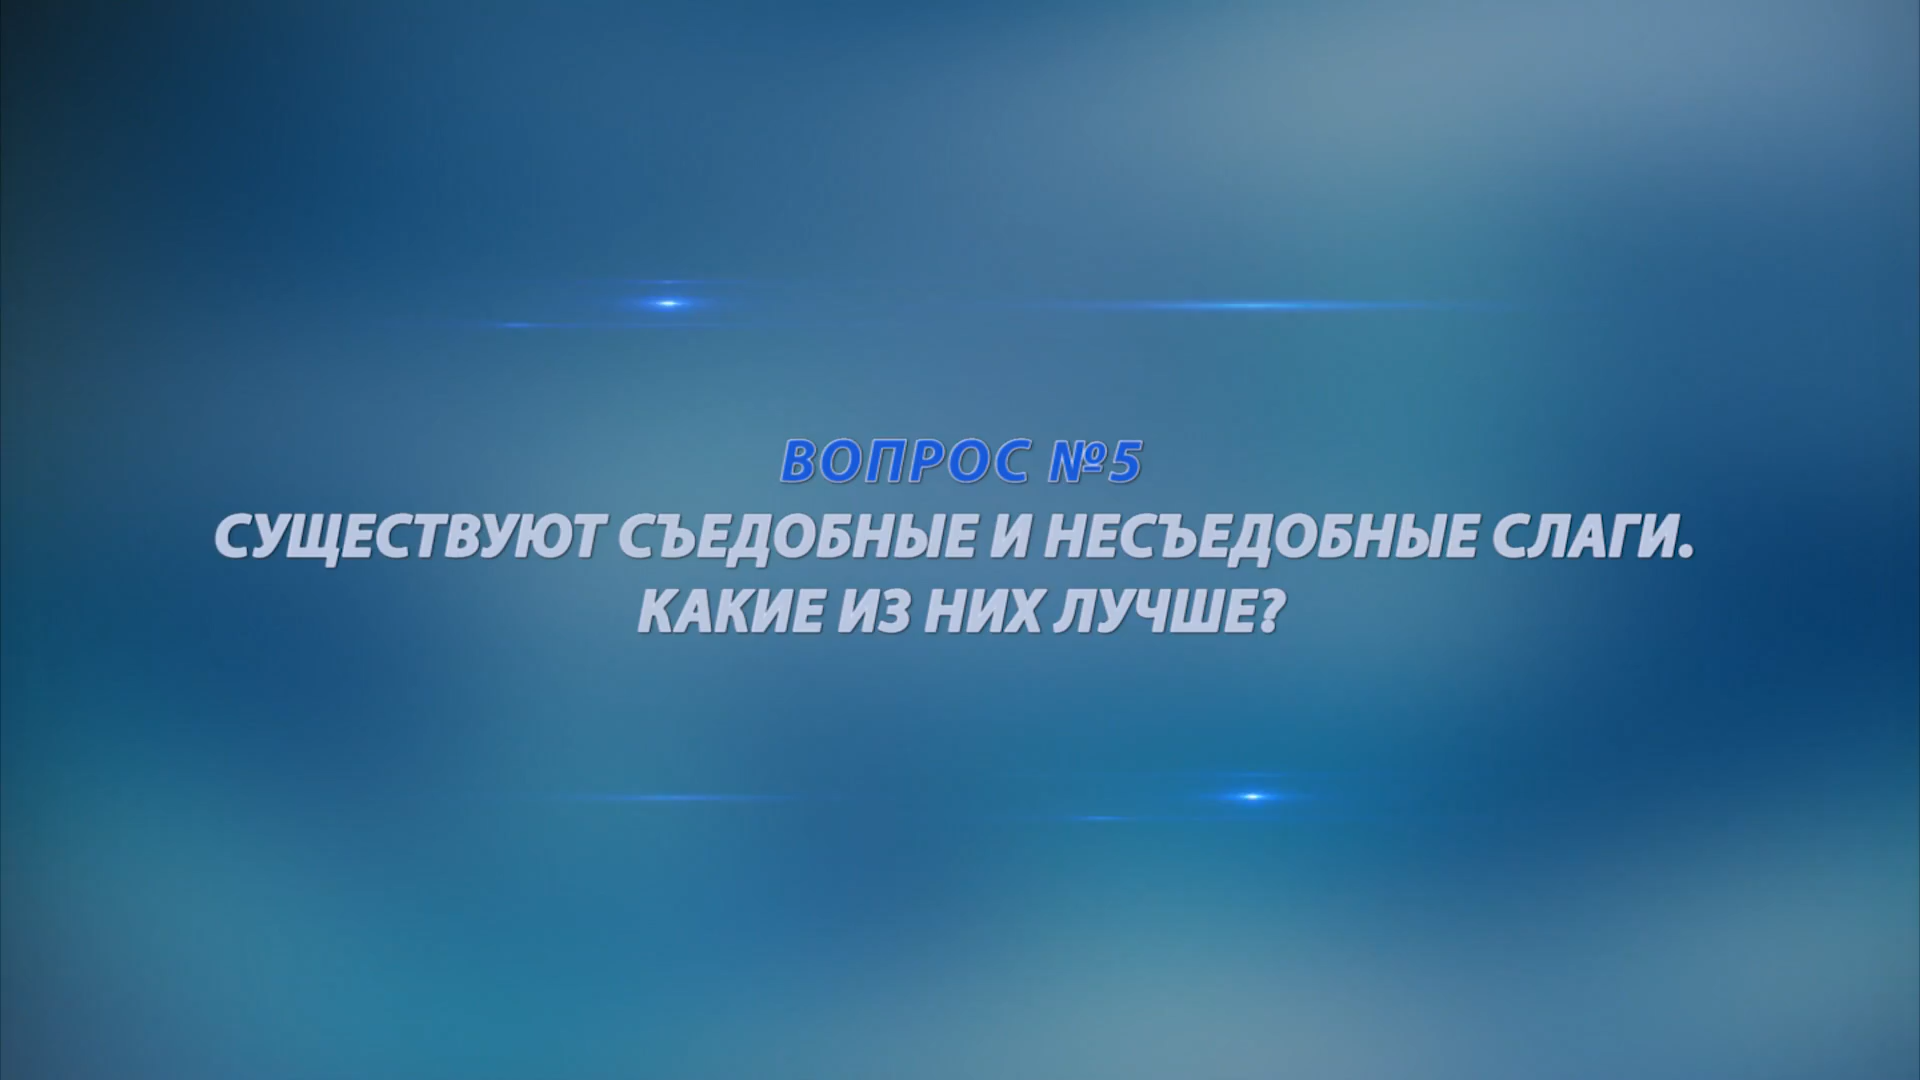 ВОПРОС №5
СУЩЕСТВУЮТ СЪЕДОБНЫЕ И НЕСЪЕДОБНЫЕ СЛАГИ.
КАКИЕ ИЗ НИХ ЛУЧШЕ?